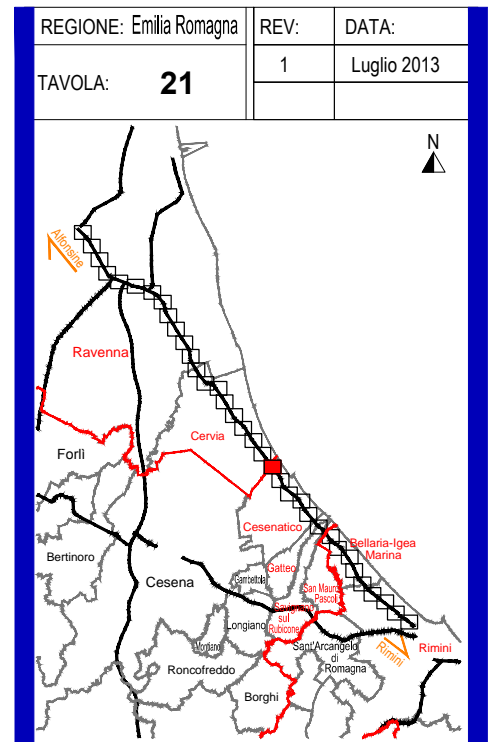 REGIONE: Emilia Romagna
REV:
DATA:
TAVOLA: 21
1
Luglio 2013
N
Alfonsine
Ravenna
Cervia
Forlì
Cesenatico
Bellaria-Igea
Marina
Bertinoro
Gatteo
Cesena
Gambettola
San Mauro
Pascoli
Savignano
sul
Rubicone
Longiano
Montiano
Sant'Arcangelo
di
Romagna
Rimini
Rimini
Roncofreddo
Borghi